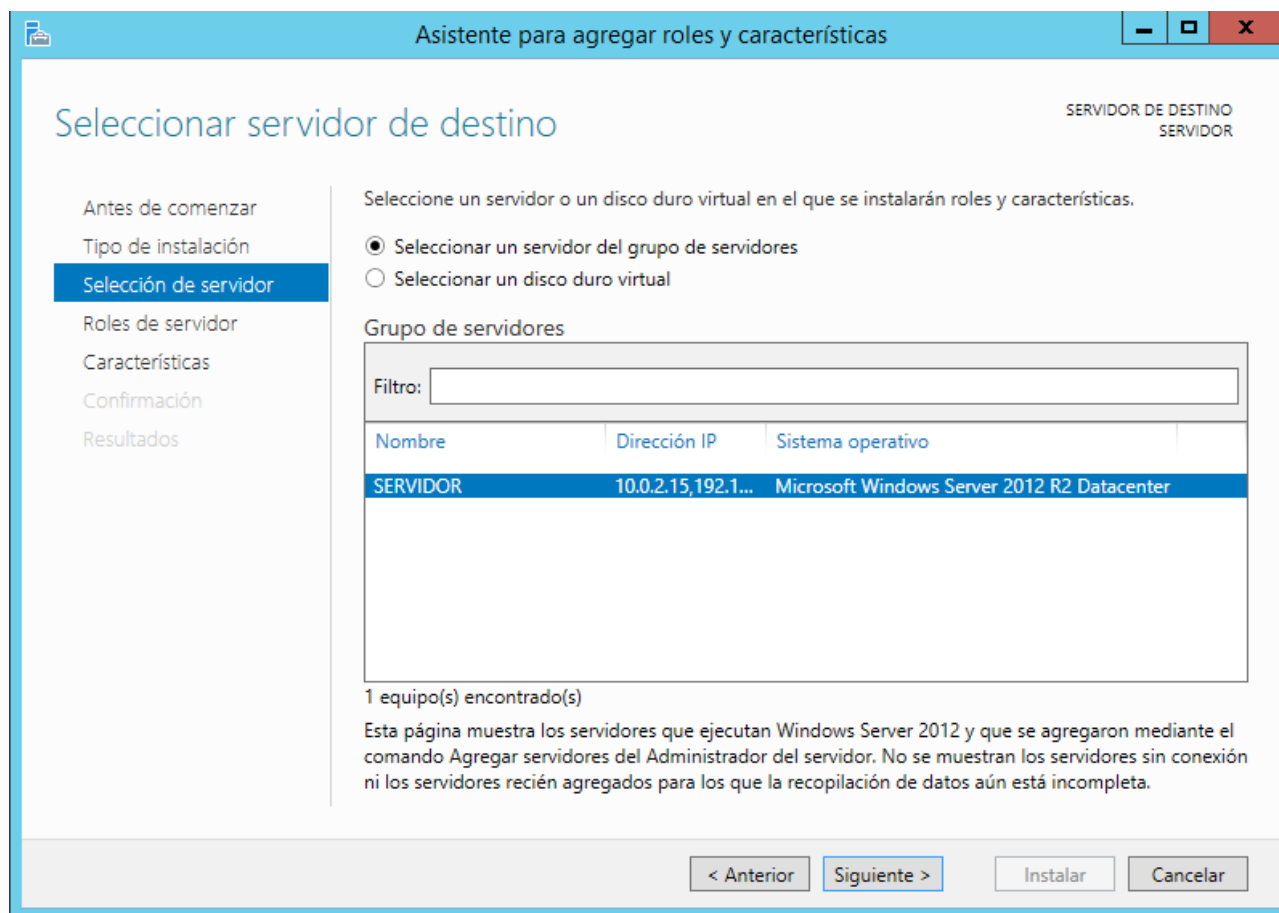 Asistente para agregar roles y características
Seleccionar servidor de destino
SERVIDOR DE DESTINO
SERVIDOR
Antes de comenzar
Tipo de instalación
Selección de servidor
Roles de servidor
Características
Confirmación
Resultados
Seleccione un servidor o un disco duro virtual en el que se instalarán roles y características.
Seleccionar un servidor del grupo de servidores
Seleccionar un disco duro virtual
Grupo de servidores
Filtro:
Nombre Dirección IP Sistema operativo
SERVIDOR 10.0.2.15,192.1... Microsoft Windows Server 2012 R2 Datacenter
1 equipo(s) encontrado(s)
Esta página muestra los servidores que ejecutan Windows Server 2012 y que se agregaron mediante el
comando Agregar servidores del Administrador del servidor. No se muestran los servidores sin conexión
ni los servidores recién agregados para los que la recopilación de datos aún está incompleta.
< Anterior Siguiente > Instalar Cancelar